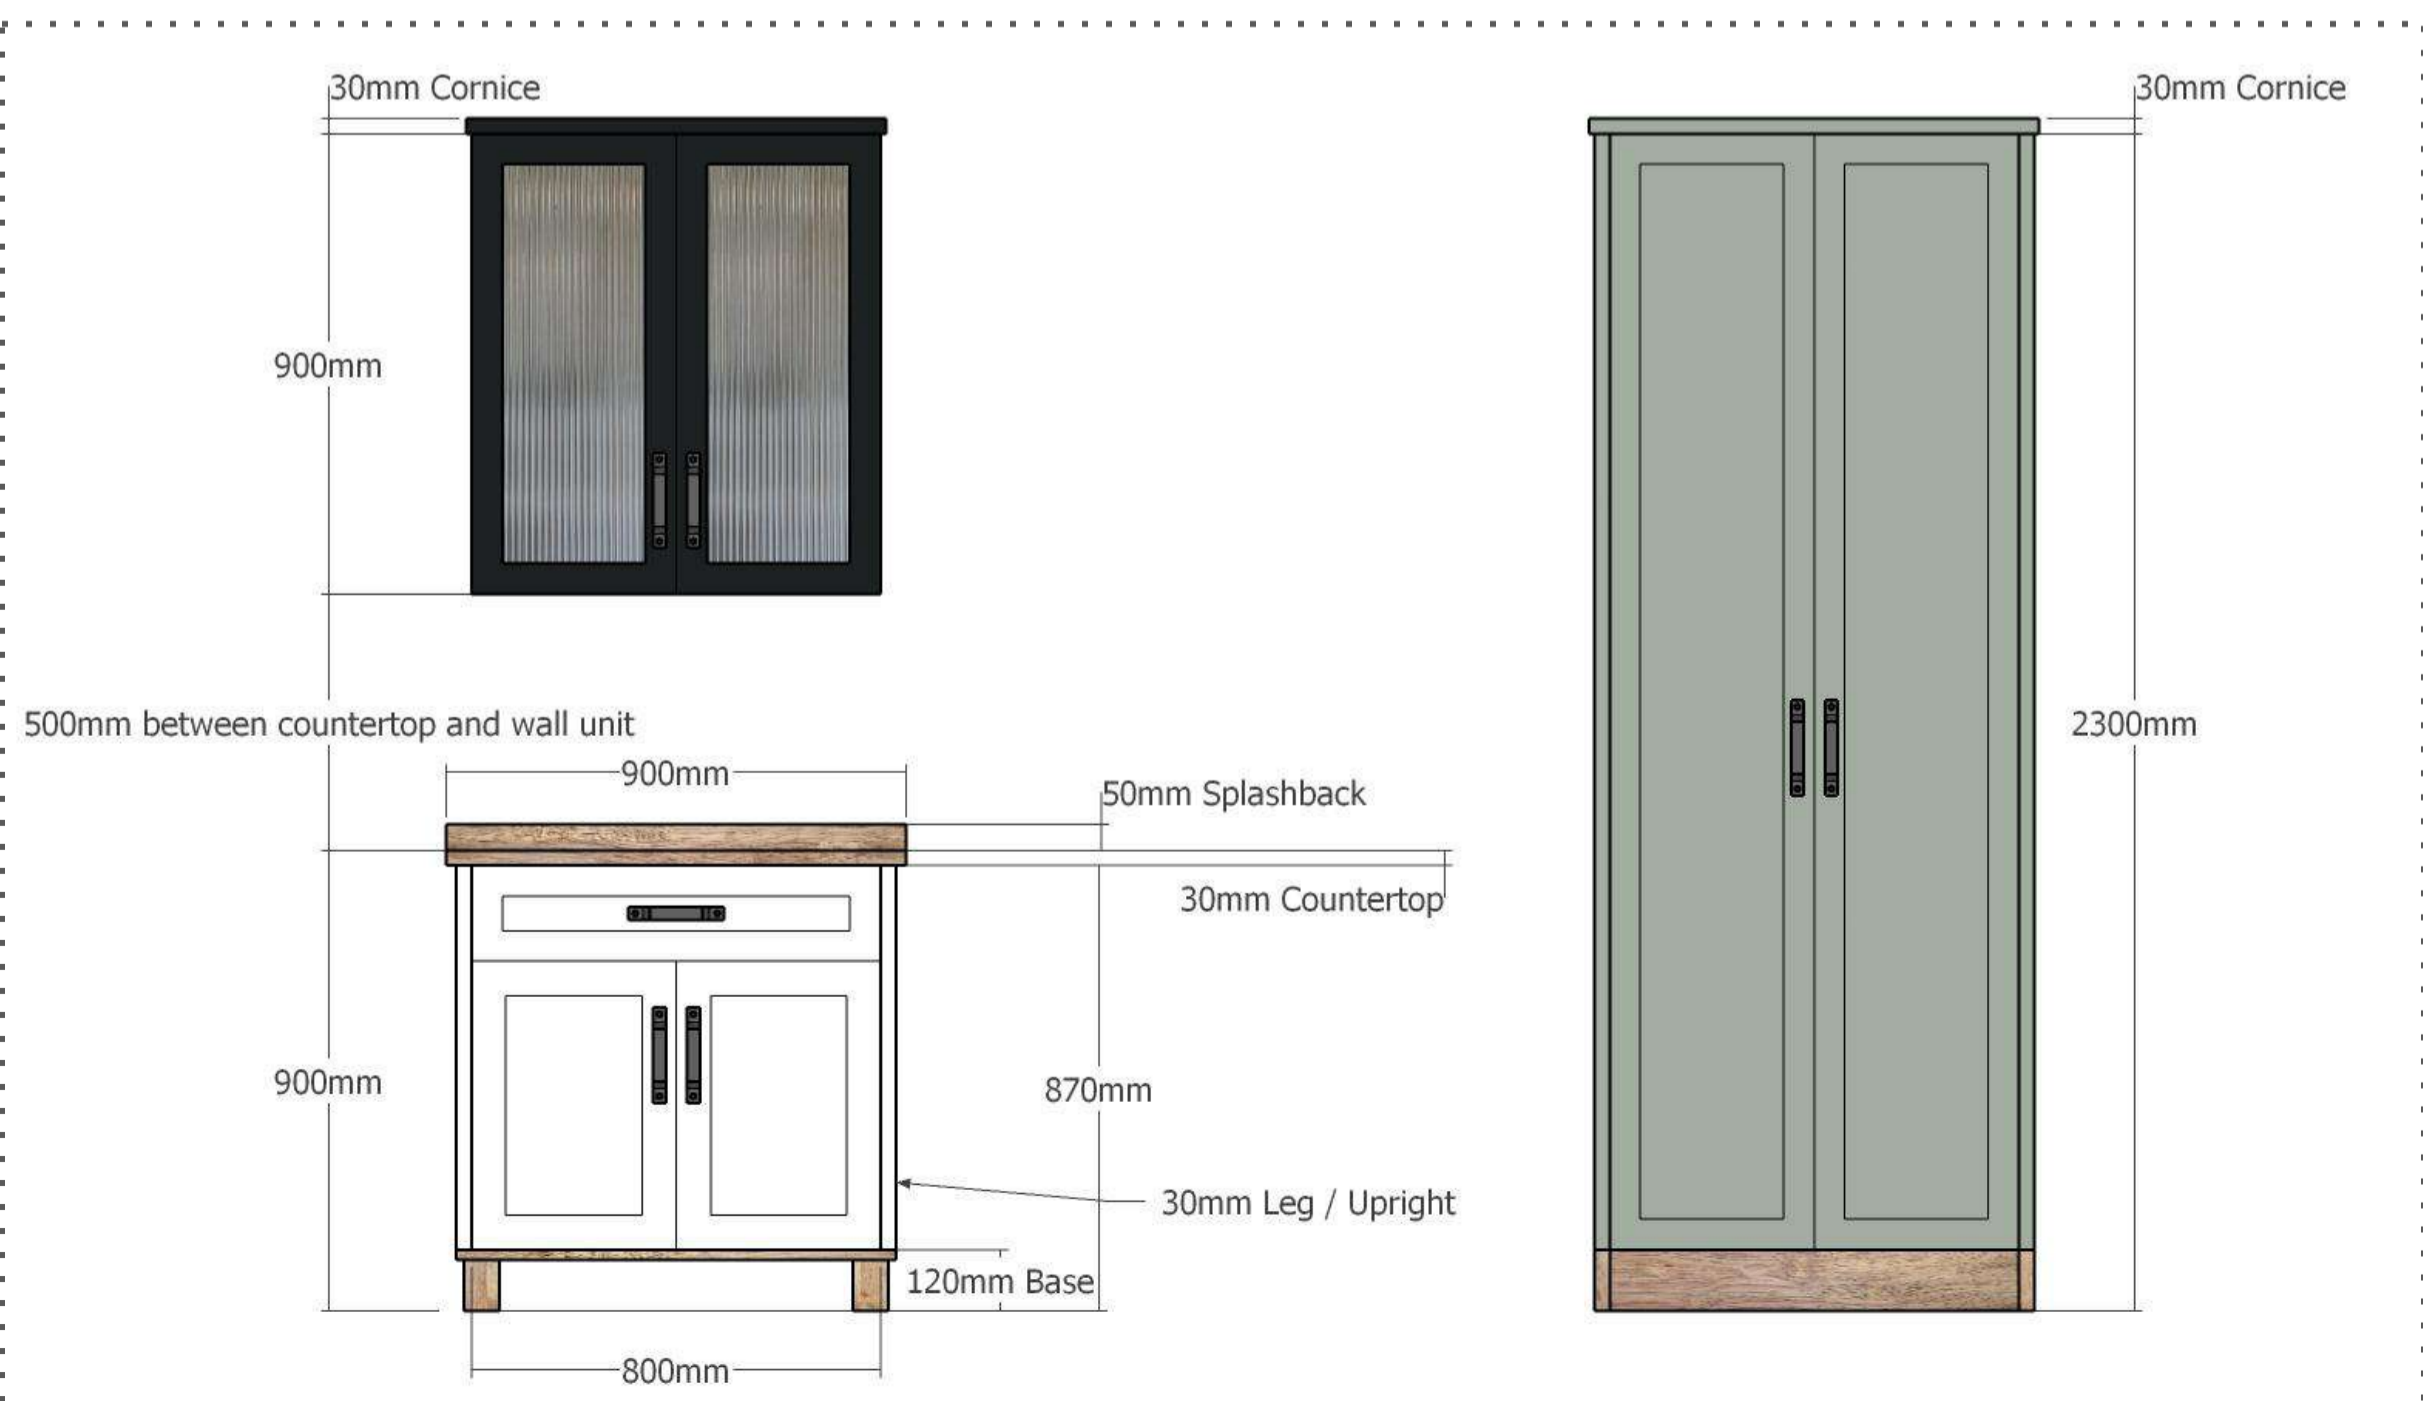 30mm Cornice
30mm Cornice
900mm
500mm between countertop and wall unit
2300mm
900mm
50mm Splashback
30mm Countertop
900mm
870mm
30mm Leg / Upright
120mm Base
800mm